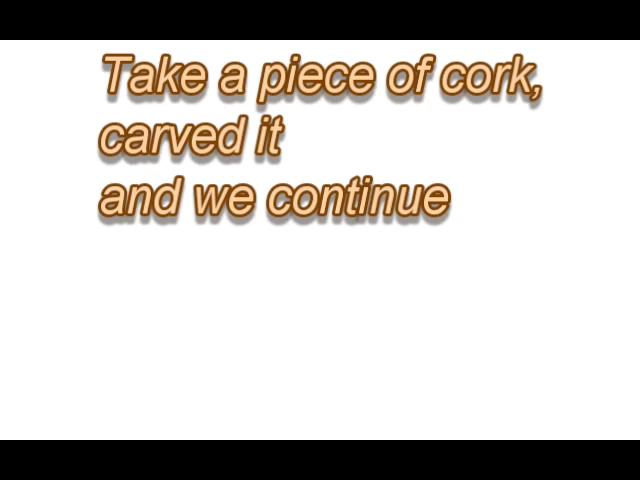 Take a piece of cork,
carved it
and we continue